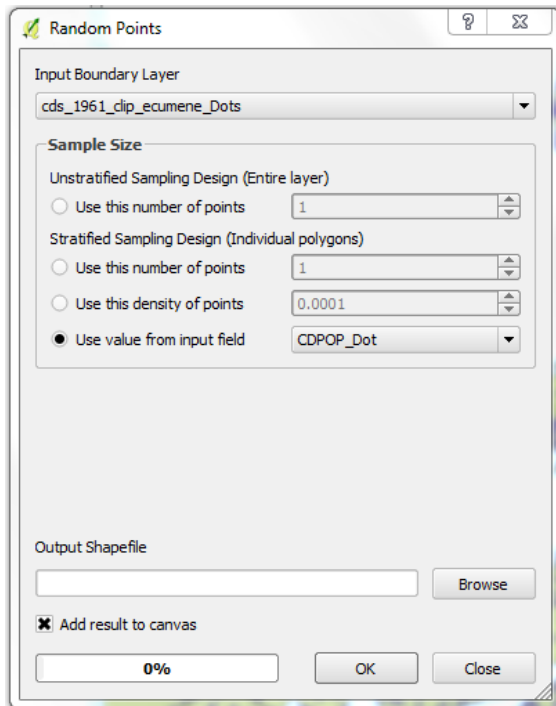 Random Points
Input Boundary Layer
cds_1961_clip_ecumene_Dots
Sample Size
Unstratified Sampling Design (Entire layer)
Use this number of points 1
Stratified Sampling Design (Individual polygons)
Use this number of points 1
Use this density of points 0.0001
Use value from input field CDPOP_Dot
Output Shapefile
Browse
Add result to canvas
0% OK Close